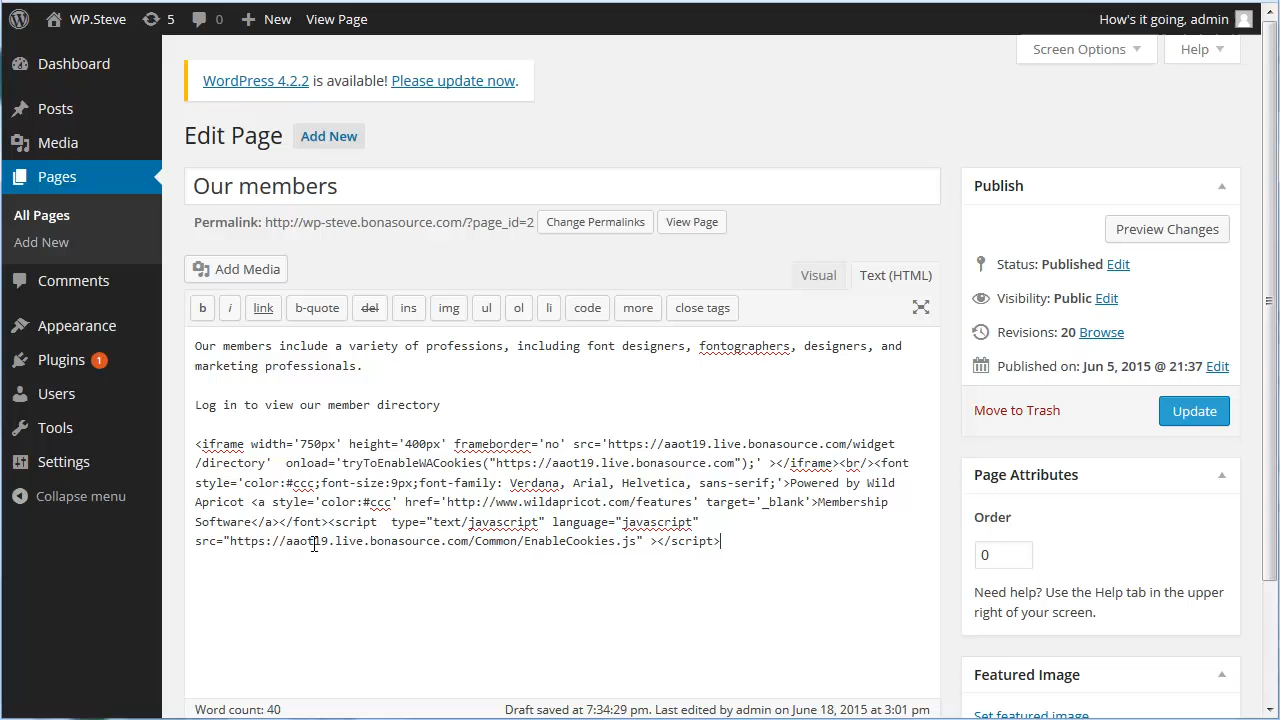 WP.Steve 5 0 New View Page How's it going, admin
Screen Options Help
Dashboard
Posts
Media
Pages
All Pages
Add New
Comments
Appearance
Plugins 1
Users
Tools
Settings
Collapse menu
WordPress 4.2.2 is available! Please update now.
Edit Page Add New
Our members
Permalink: http://wp-steve.bonasource.com/?page_id=2 Change Permalinks View Page
Add Media
Visual Text (HTML)
b i link b-quote del ins img ul ol li code more close tags
Our members include a variety of professions, including font designers, fontographers, designers, and
marketing professionals.
Log in to view our member directory
<iframe width='750px' height='400px' frameborder='no' src='https://aaot19.live.bonasource.com/widget
/directory'  onload='tryToEnableWACookies("https://aaot19.live.bonasource.com");' ></iframe><br/><font
style='color:#ccc;font-size:9px;font-family: Verdana, Arial, Helvetica, sans-serif;'>Powered by Wild
Apricot <a style='color:#ccc' href='http://www.wildapricot.com/features' target='_blank'>Membership
Software</a></font><script  type="text/javascript" language="javascript"
src="https://aaot19.live.bonasource.com/Common/EnableCookies.js" ></script>
Word count: 40 Draft saved at 7:34:29 pm. Last edited by admin on June 18, 2015 at 3:01 pm
Publish
Preview Changes
Status: Published Edit
Visibility: Public Edit
Revisions: 20 Browse
Published on: Jun 5, 2015 @ 21:37 Edit
Move to Trash Update
Page Attributes
Order
0
Need help? Use the Help tab in the upper
right of your screen.
Featured Image
Set featured image